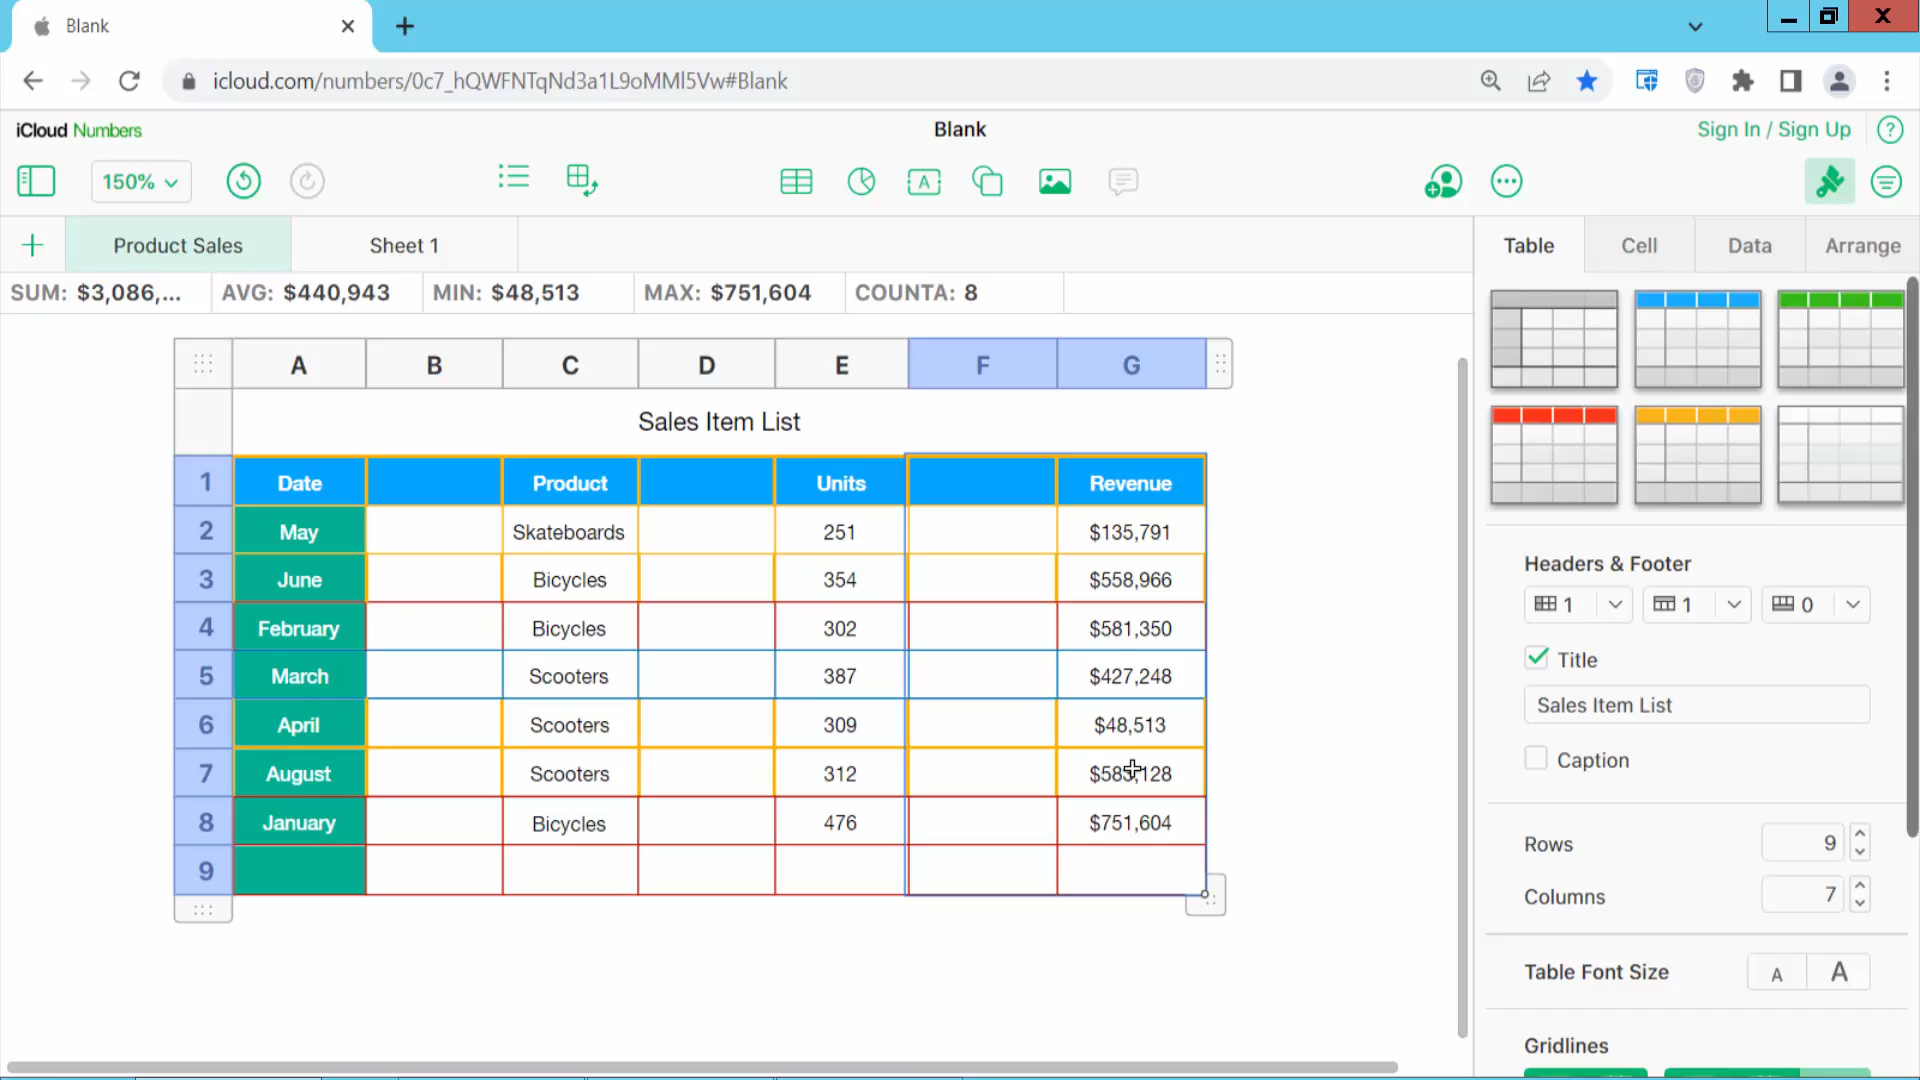 Blank
icloud.com/numbers/0c7_hQWFNTqNd3a1L9oMMl5Vw#Blank
iCloud Numbers
Blank
Sign In / Sign Up
?
150%
A
Product Sales
Sheet 1
Table
Cell
Data
Arrange
SUM: $3,086,...
AVG: $440,943
MIN: $48,513
MAX: $751,604
COUNTA: 8
A B C D E F G
Sales Item List
1 Date Product Units Revenue
2 May Skateboards 251 $135,791
3 June Bicycles 354 $558,966
4 February Bicycles 302 $581,350
5 March Scooters 387 $427,248
6 April Scooters 309 $48,513
7 August Scooters 312 $583,128
8 January Bicycles 476 $751,604
9
Headers & Footer
1 1 0
Title
Sales Item List
Caption
Rows 9
Columns 7
Table Font Size A A
Gridlines